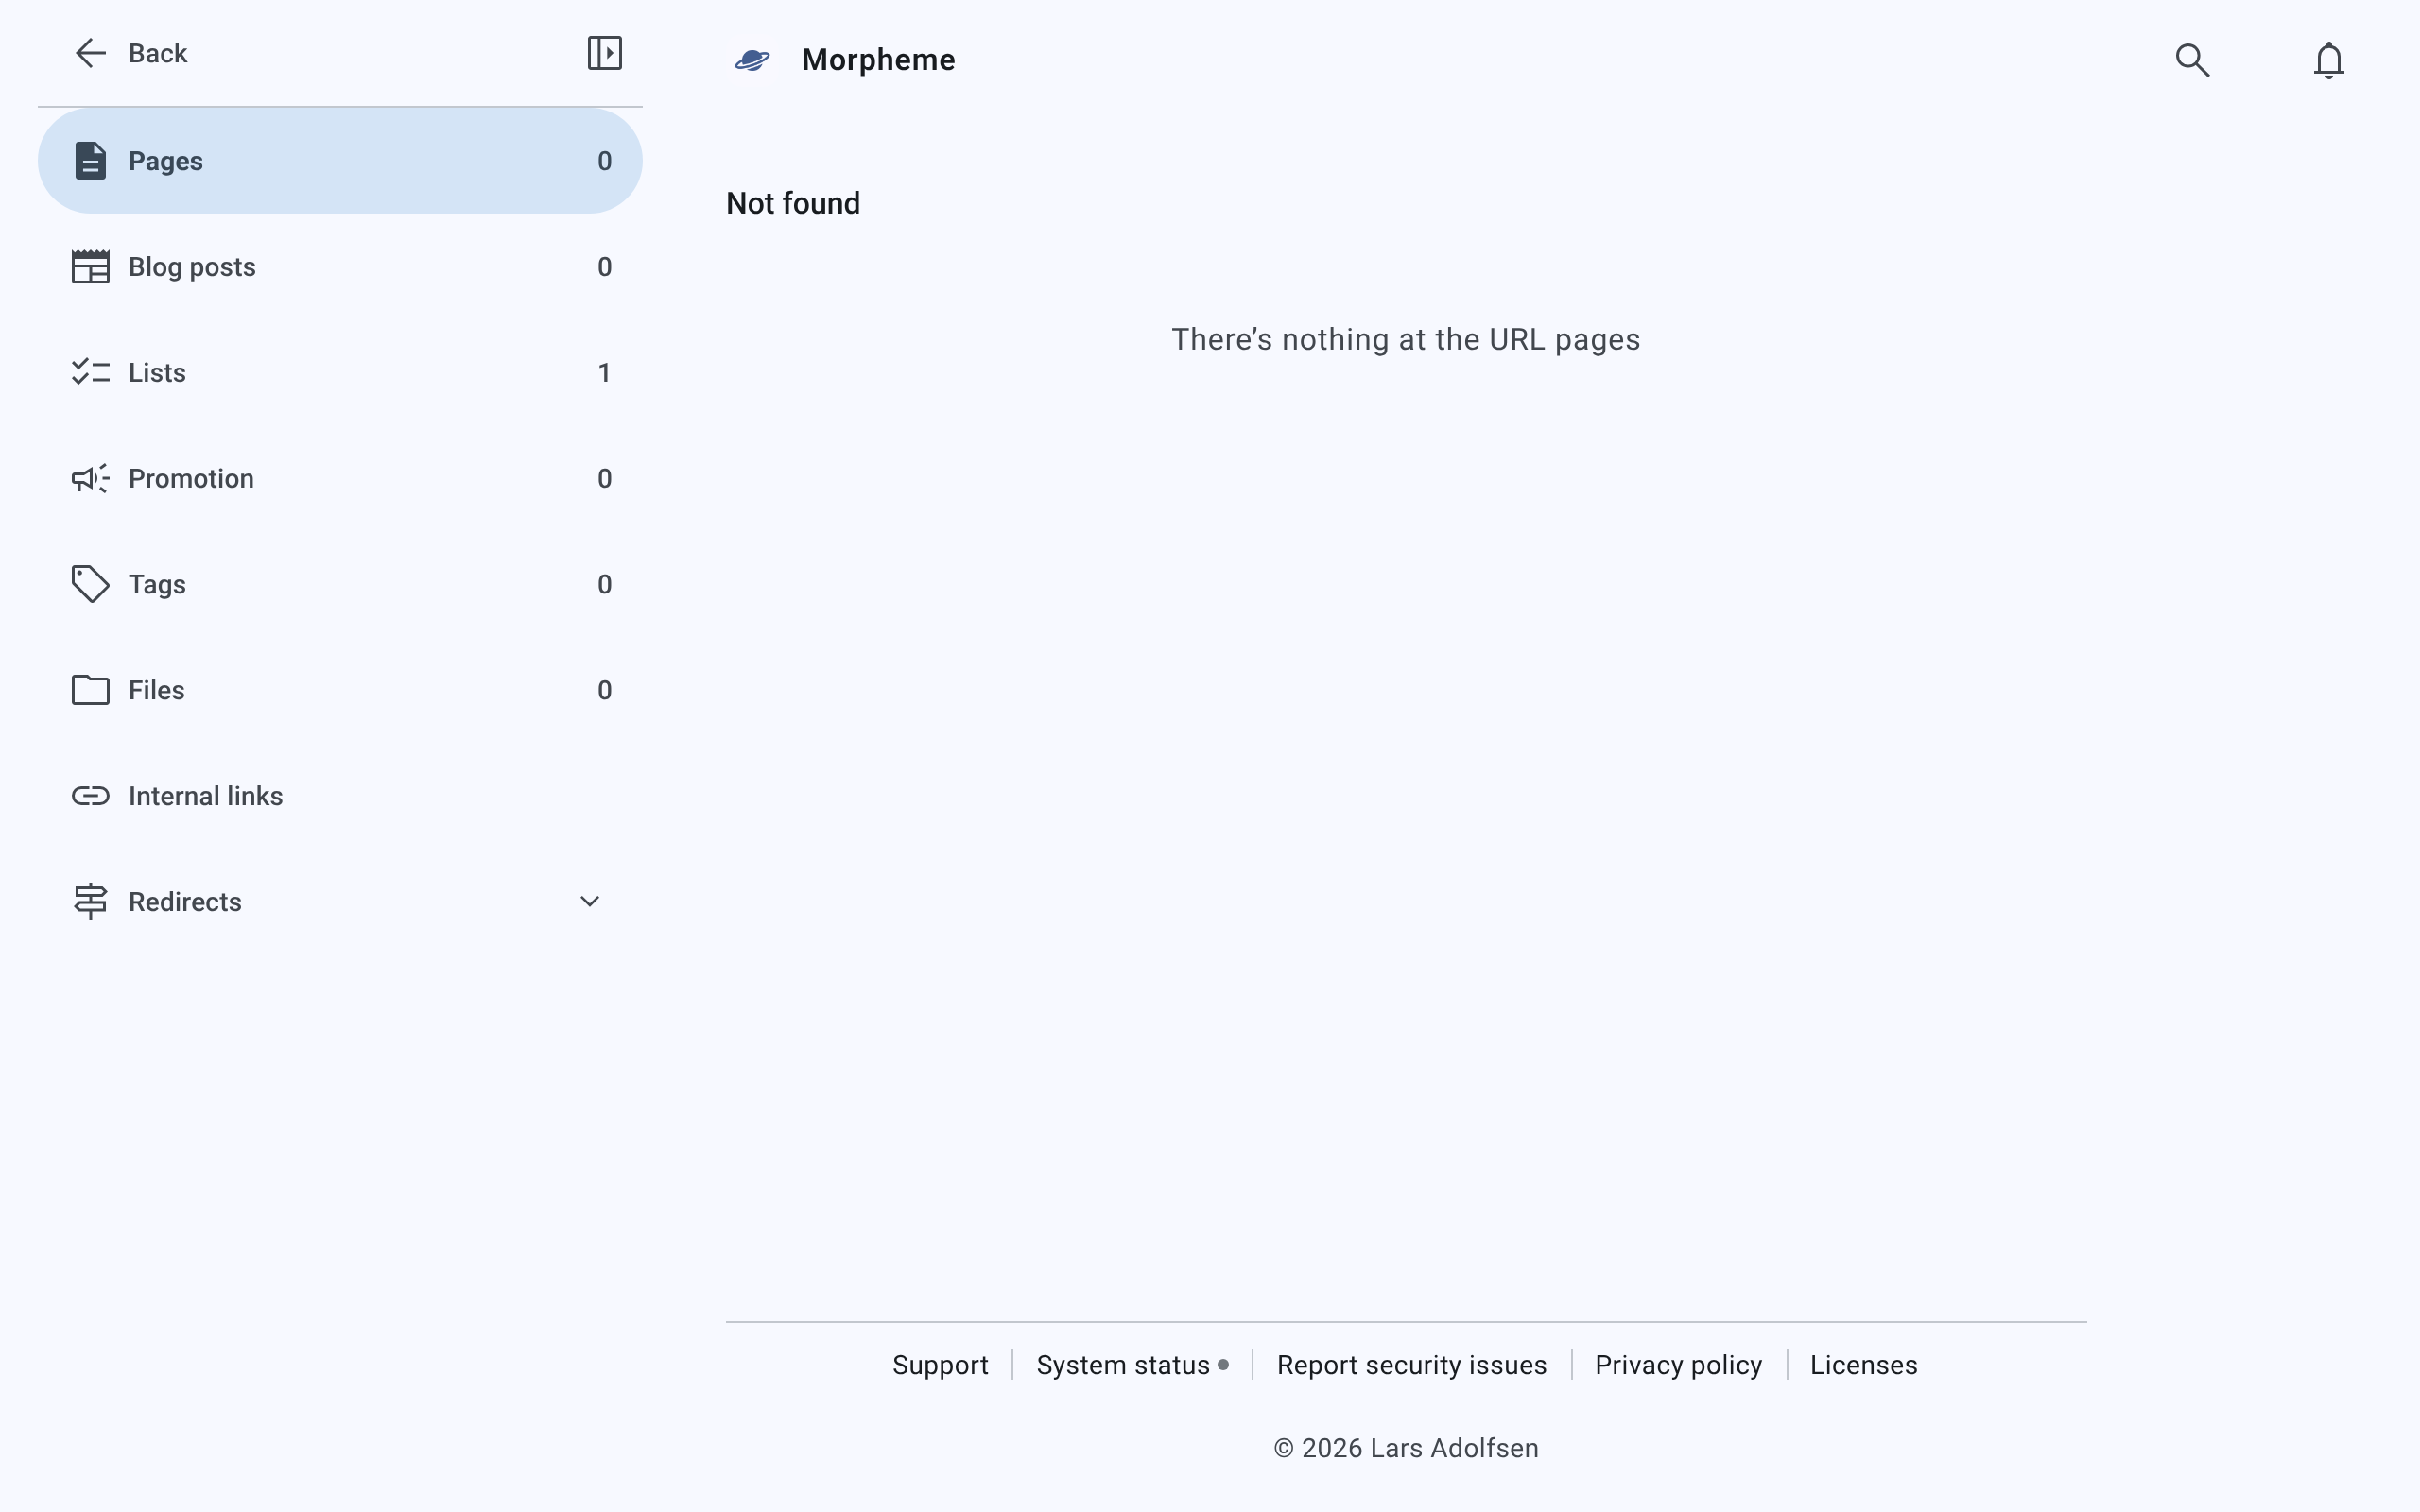 Back
Pages 0
Blog posts 0
Lists 1
Promotion 0
Tags 0
Files 0
Internal links
Redirects
Morpheme
Not found
There’s nothing at the URL pages
Support
System status
Report security issues
Privacy policy
Licenses
© 2026 Lars Adolfsen